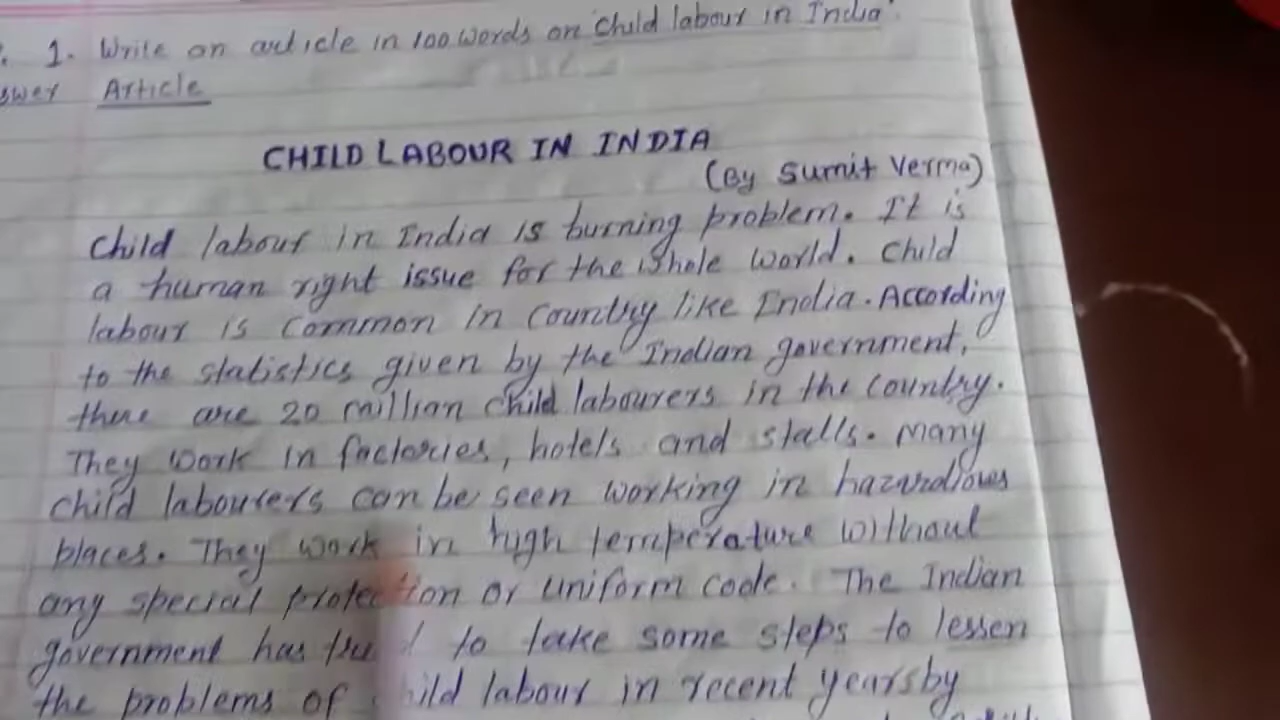 1. Write an article in 100 words on 'Child labour in India'.
Article
CHILD LABOUR IN INDIA
(By Sumit Verma)
Child labour in India is burning problem. It is
a human right issue for the whole world. Child
labour is common in country like India. According
to the statistics given by the Indian government,
there are 20 million child labourers in the country.
They work in factories, hotels and stalls. Many
child labourers can be seen working in hazardious
places. They work in high temperature without
any special protection or uniform code. The Indian
government has to take some steps to lessen
the problems of child labour in recent years by